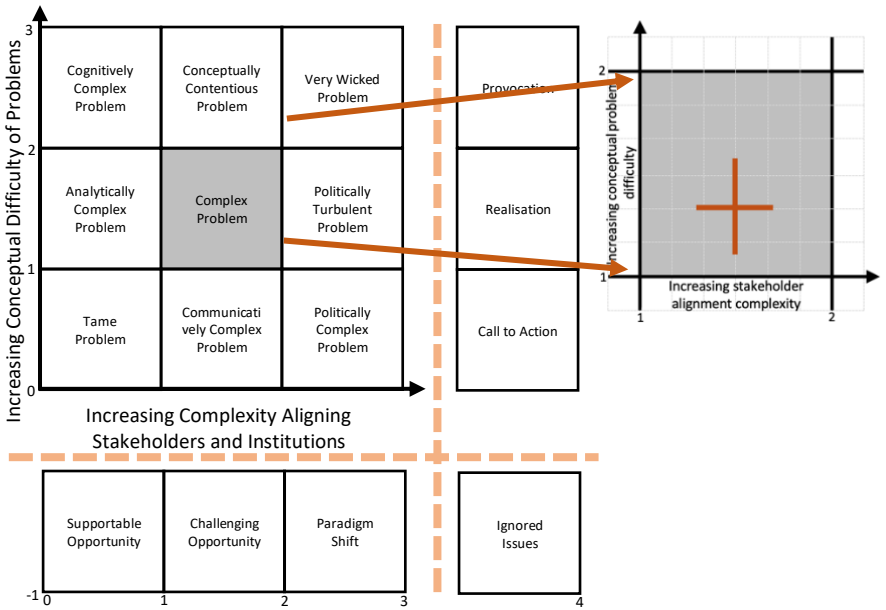 3
Increasing Conceptual Difficulty of Problems
Cognitively
Complex
Problem
Conceptually
Contentious
Problem
Very Wicked
Problem
Provocation
2
Analytically
Complex
Problem
Complex
Problem
Politically
Turbulent
Problem
Realisation
1
Tame
Problem
Communicati
vely Complex
Problem
Politically
Complex
Problem
Call to Action
0
Increasing Complexity Aligning
Stakeholders and Institutions
2
Increasing conceptual problem
difficulty
1
Increasing stakeholder
alignment complexity
1
2
Supportable
Opportunity
Challenging
Opportunity
Paradigm
Shift
Ignored
Issues
-1
0
1
2
3
4